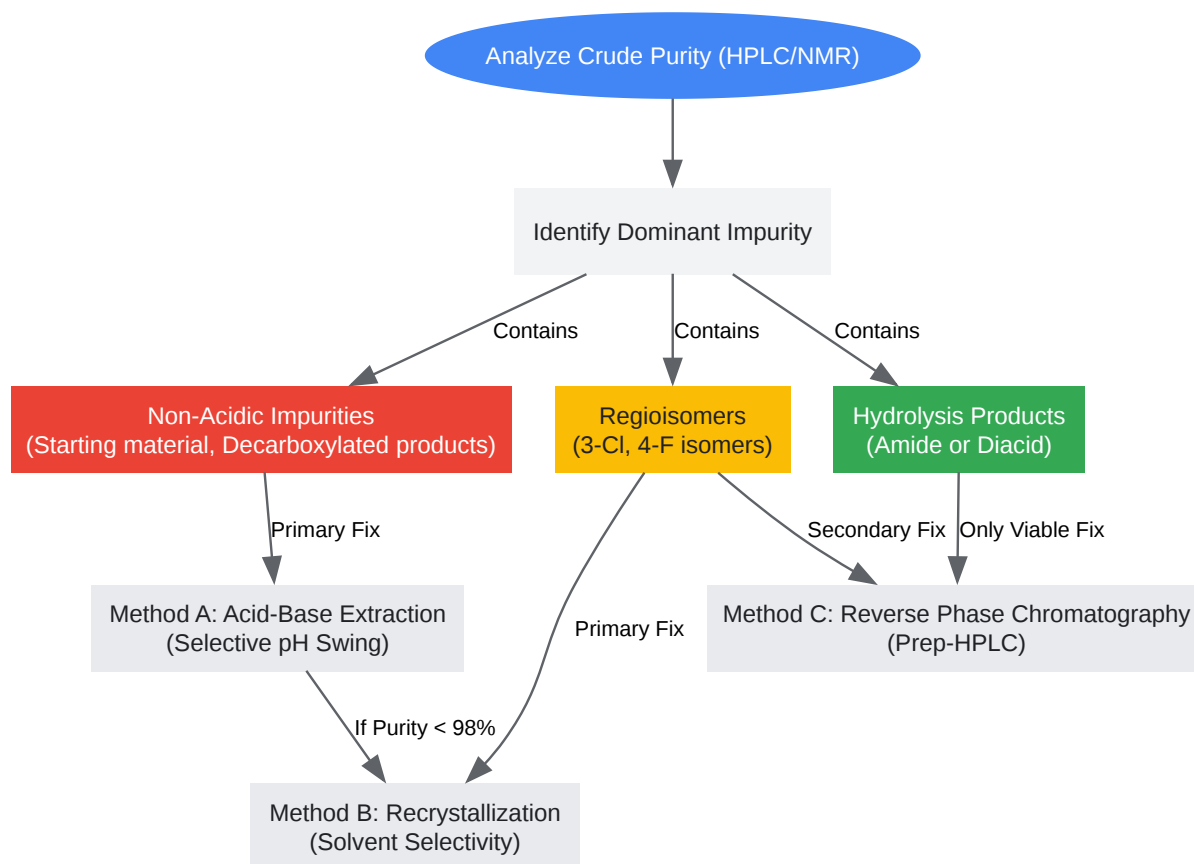 Analyze Crude Purity (HPLC/NMR)
Identify Dominant Impurity
Contains
Contains
Contains
Non-Acidic Impurities
(Starting material, Decarboxylated products)
Regioisomers
(3-Cl, 4-F isomers)
Hydrolysis Products
(Amide or Diacid)
Primary Fix
Secondary Fix
Only Viable Fix
Method A: Acid-Base Extraction
(Selective pH Swing)
Primary Fix
Method C: Reverse Phase Chromatography
(Prep-HPLC)
If Purity < 98%
Method B: Recrystallization
(Solvent Selectivity)